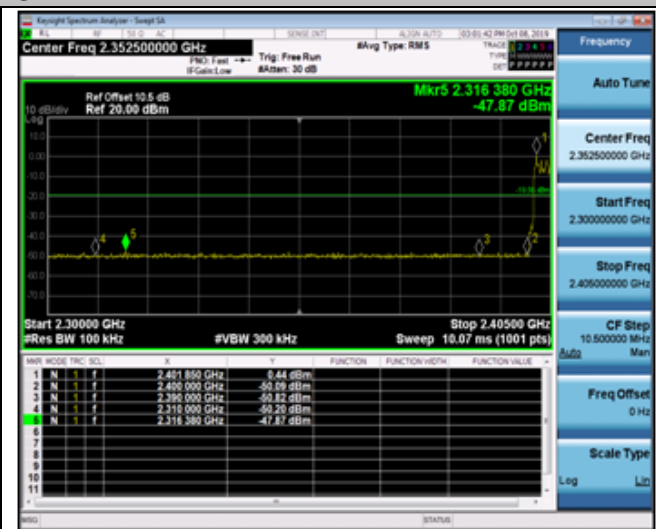 Keysight Spectrum Analyzer - Swept SA
RL RF 50 Ω AC SENSE:INT ALIGN AUTO 03:01:42 PM Oct 08, 2019
Center Freq 2.352500000 GHz
PNO: Fast
IFGain:Low
Trig: Free Run
#Atten: 30 dB
#Avg Type: RMS
TRACE 1 2 3 4 5 6
TYPE
DET P P P P P P
Frequency
Auto Tune
Center Freq
2.352500000 GHz
Start Freq
2.300000000 GHz
Stop Freq
2.405000000 GHz
CF Step
10.500000 MHz
Auto Man
Freq Offset
0 Hz
Scale Type
Log Lin
Mkr5 2.316 380 GHz
-47.87 dBm
Ref Offset 10.5 dB
10 dB/div Ref 20.00 dBm
Log
10.0
0.00
-10.0
-20.0
-30.0
-40.0
-50.0
-60.0
-70.0
1
2
3
4
5
Start 2.30000 GHz Stop 2.40500 GHz
#Res BW 100 kHz #VBW 300 kHz Sweep 10.07 ms (1001 pts)
MKR MODE TRC SCL X Y FUNCTION FUNCTION WIDTH FUNCTION VALUE
1 N 1 f 2.401 850 GHz 0.44 dBm
2 N 1 f 2.400 000 GHz -50.09 dBm
3 N 1 f 2.390 000 GHz -50.82 dBm
4 N 1 f 2.310 000 GHz -50.20 dBm
5 N 1 f 2.316 380 GHz -47.87 dBm
6
7
8
9
10
11
MSG STATUS